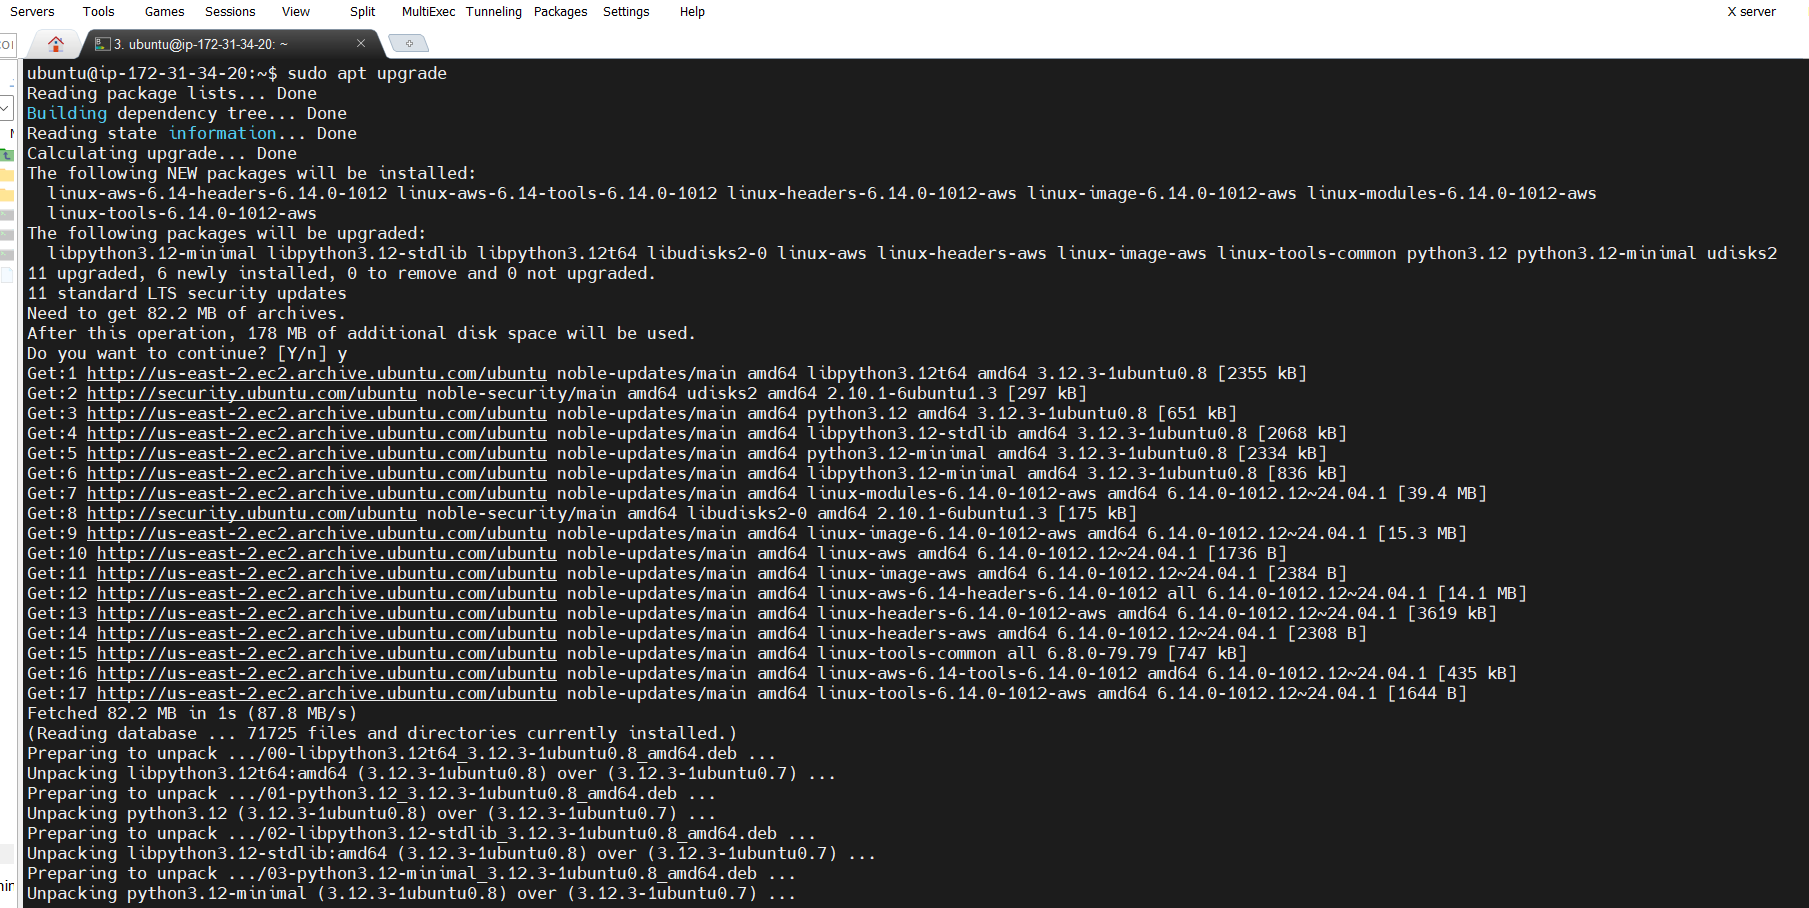 Servers Tools Games Sessions View Split MultiExec Tunneling Packages Settings Help X server
3. ubuntu@ip-172-31-34-20: ~
ubuntu@ip-172-31-34-20:~$ sudo apt upgrade
Reading package lists... Done
Building dependency tree... Done
Reading state information... Done
Calculating upgrade... Done
The following NEW packages will be installed:
linux-aws-6.14-headers-6.14.0-1012 linux-aws-6.14-tools-6.14.0-1012 linux-headers-6.14.0-1012-aws linux-image-6.14.0-1012-aws linux-modules-6.14.0-1012-aws
linux-tools-6.14.0-1012-aws
The following packages will be upgraded:
libpython3.12-minimal libpython3.12-stdlib libpython3.12t64 libudisks2-0 linux-aws linux-headers-aws linux-image-aws linux-tools-common python3.12 python3.12-minimal udisks2
11 upgraded, 6 newly installed, 0 to remove and 0 not upgraded.
11 standard LTS security updates
Need to get 82.2 MB of archives.
After this operation, 178 MB of additional disk space will be used.
Do you want to continue? [Y/n] y
Get:1 http://us-east-2.ec2.archive.ubuntu.com/ubuntu noble-updates/main amd64 libpython3.12t64 amd64 3.12.3-1ubuntu0.8 [2355 kB]
Get:2 http://security.ubuntu.com/ubuntu noble-security/main amd64 udisks2 amd64 2.10.1-6ubuntu1.3 [297 kB]
Get:3 http://us-east-2.ec2.archive.ubuntu.com/ubuntu noble-updates/main amd64 python3.12 amd64 3.12.3-1ubuntu0.8 [651 kB]
Get:4 http://us-east-2.ec2.archive.ubuntu.com/ubuntu noble-updates/main amd64 libpython3.12-stdlib amd64 3.12.3-1ubuntu0.8 [2068 kB]
Get:5 http://us-east-2.ec2.archive.ubuntu.com/ubuntu noble-updates/main amd64 python3.12-minimal amd64 3.12.3-1ubuntu0.8 [2334 kB]
Get:6 http://us-east-2.ec2.archive.ubuntu.com/ubuntu noble-updates/main amd64 libpython3.12-minimal amd64 3.12.3-1ubuntu0.8 [836 kB]
Get:7 http://us-east-2.ec2.archive.ubuntu.com/ubuntu noble-updates/main amd64 linux-modules-6.14.0-1012-aws amd64 6.14.0-1012.12~24.04.1 [39.4 MB]
Get:8 http://security.ubuntu.com/ubuntu noble-security/main amd64 libudisks2-0 amd64 2.10.1-6ubuntu1.3 [175 kB]
Get:9 http://us-east-2.ec2.archive.ubuntu.com/ubuntu noble-updates/main amd64 linux-image-6.14.0-1012-aws amd64 6.14.0-1012.12~24.04.1 [15.3 MB]
Get:10 http://us-east-2.ec2.archive.ubuntu.com/ubuntu noble-updates/main amd64 linux-aws amd64 6.14.0-1012.12~24.04.1 [1736 B]
Get:11 http://us-east-2.ec2.archive.ubuntu.com/ubuntu noble-updates/main amd64 linux-image-aws amd64 6.14.0-1012.12~24.04.1 [2384 B]
Get:12 http://us-east-2.ec2.archive.ubuntu.com/ubuntu noble-updates/main amd64 linux-aws-6.14-headers-6.14.0-1012 all 6.14.0-1012.12~24.04.1 [14.1 MB]
Get:13 http://us-east-2.ec2.archive.ubuntu.com/ubuntu noble-updates/main amd64 linux-headers-6.14.0-1012-aws amd64 6.14.0-1012.12~24.04.1 [3619 kB]
Get:14 http://us-east-2.ec2.archive.ubuntu.com/ubuntu noble-updates/main amd64 linux-headers-aws amd64 6.14.0-1012.12~24.04.1 [2308 B]
Get:15 http://us-east-2.ec2.archive.ubuntu.com/ubuntu noble-updates/main amd64 linux-tools-common all 6.8.0-79.79 [747 kB]
Get:16 http://us-east-2.ec2.archive.ubuntu.com/ubuntu noble-updates/main amd64 linux-aws-6.14-tools-6.14.0-1012 amd64 6.14.0-1012.12~24.04.1 [435 kB]
Get:17 http://us-east-2.ec2.archive.ubuntu.com/ubuntu noble-updates/main amd64 linux-tools-6.14.0-1012-aws amd64 6.14.0-1012.12~24.04.1 [1644 B]
Fetched 82.2 MB in 1s (87.8 MB/s)
(Reading database ... 71725 files and directories currently installed.)
Preparing to unpack .../00-libpython3.12t64_3.12.3-1ubuntu0.8_amd64.deb ...
Unpacking libpython3.12t64:amd64 (3.12.3-1ubuntu0.8) over (3.12.3-1ubuntu0.7) ...
Preparing to unpack .../01-python3.12_3.12.3-1ubuntu0.8_amd64.deb ...
Unpacking python3.12 (3.12.3-1ubuntu0.8) over (3.12.3-1ubuntu0.7) ...
Preparing to unpack .../02-libpython3.12-stdlib_3.12.3-1ubuntu0.8_amd64.deb ...
Unpacking libpython3.12-stdlib:amd64 (3.12.3-1ubuntu0.8) over (3.12.3-1ubuntu0.7) ...
Preparing to unpack .../03-python3.12-minimal_3.12.3-1ubuntu0.8_amd64.deb ...
Unpacking python3.12-minimal (3.12.3-1ubuntu0.8) over (3.12.3-1ubuntu0.7) ...